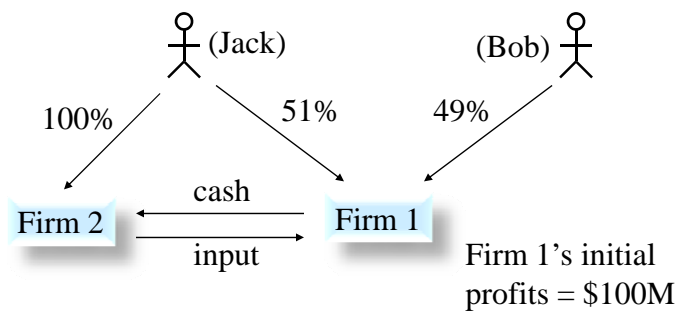 (Jack)
(Bob)
100%
51%
49%
cash
Firm 2
Firm 1
input
Firm 1's initial
profits = $100M